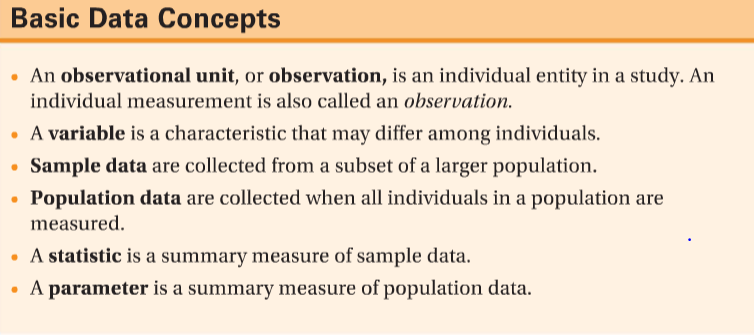 Basic Data Concepts
• An observational unit, or observation, is an individual entity in a study. An
individual measurement is also called an observation.
• A variable is a characteristic that may differ among individuals.
• Sample data are collected from a subset of a larger population.
• Population data are collected when all individuals in a population are
measured.
• A statistic is a summary measure of sample data.
• A parameter is a summary measure of population data.